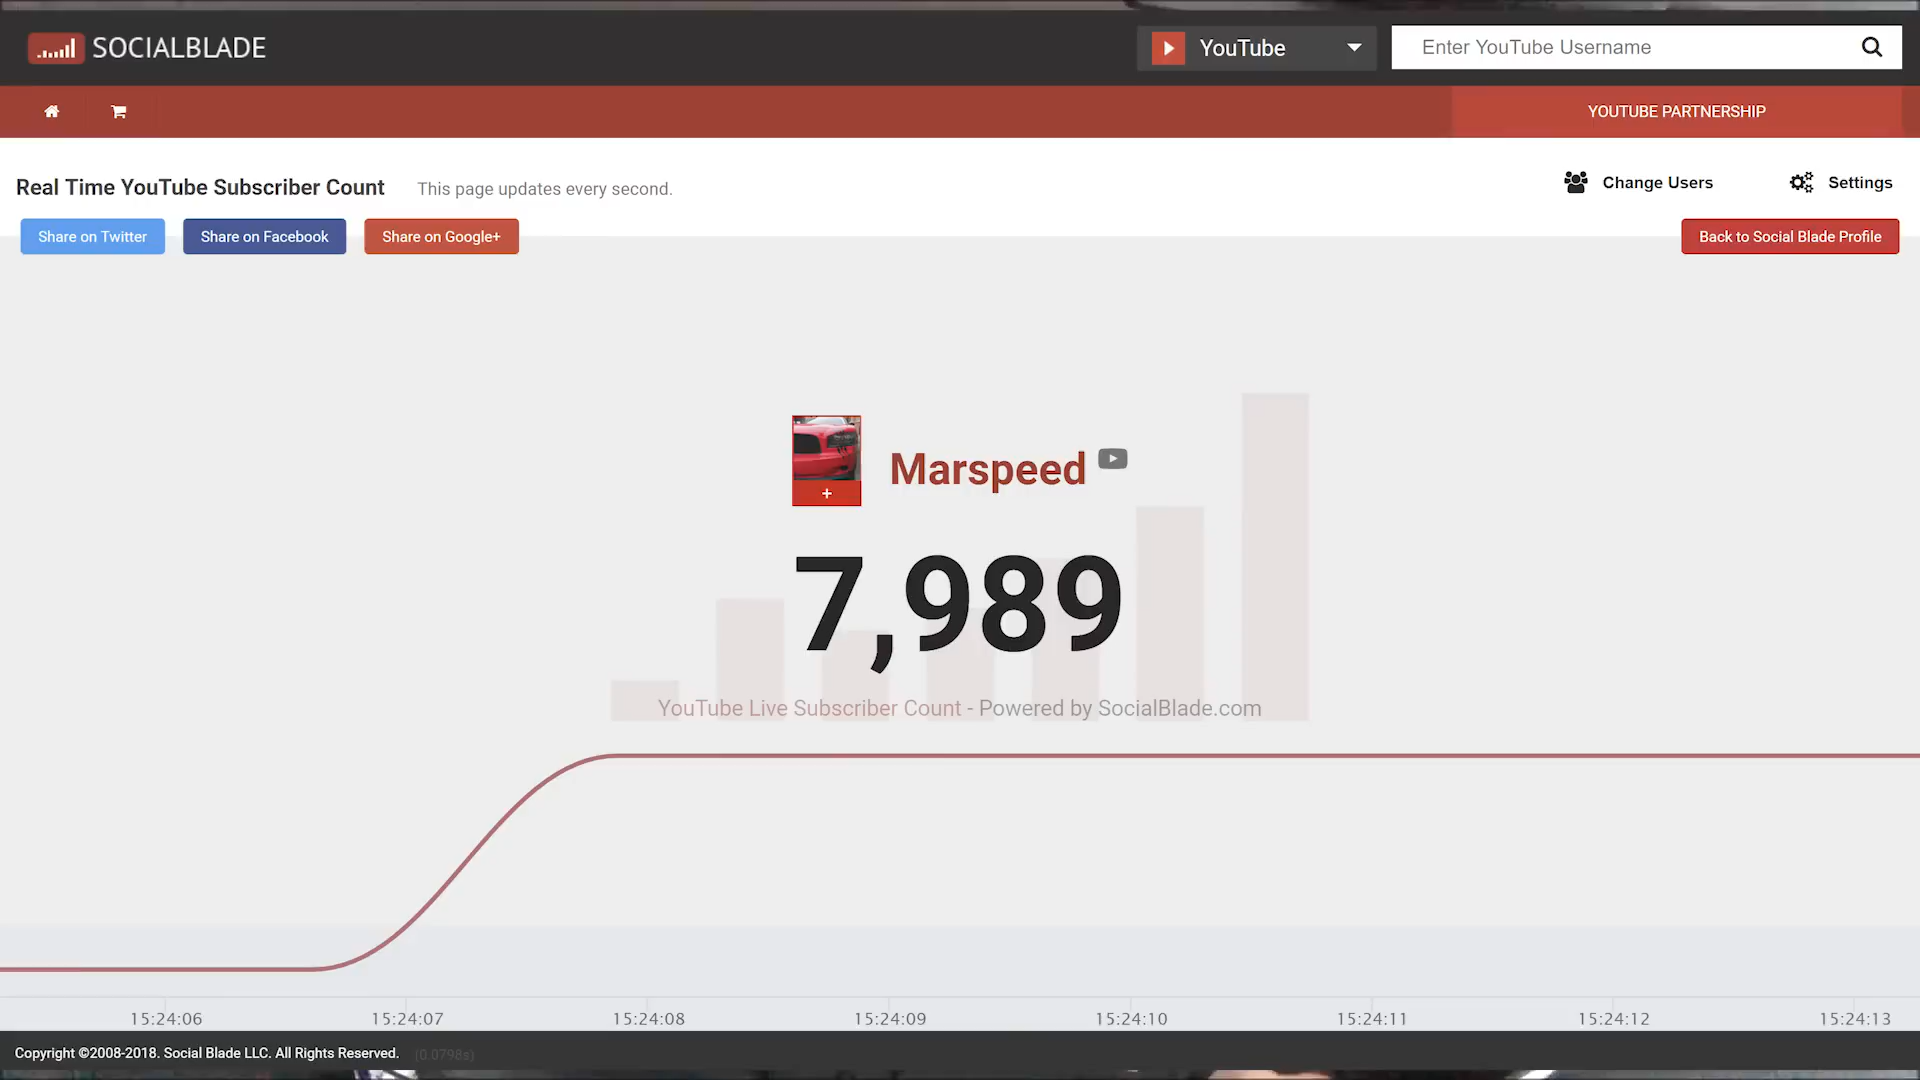 SOCIALBLADE
YouTube
Enter YouTube Username
YOUTUBE PARTNERSHIP
Real Time YouTube Subscriber Count
This page updates every second.
Change Users
Settings
Share on Twitter
Share on Facebook
Share on Google+
Back to Social Blade Profile
+
Marspeed
7,989
YouTube Live Subscriber Count - Powered by SocialBlade.com
15:24:06
15:24:07
15:24:08
15:24:09
15:24:10
15:24:11
15:24:12
15:24:13
Copyright ©2008-2018. Social Blade LLC. All Rights Reserved.
(0.0798s)